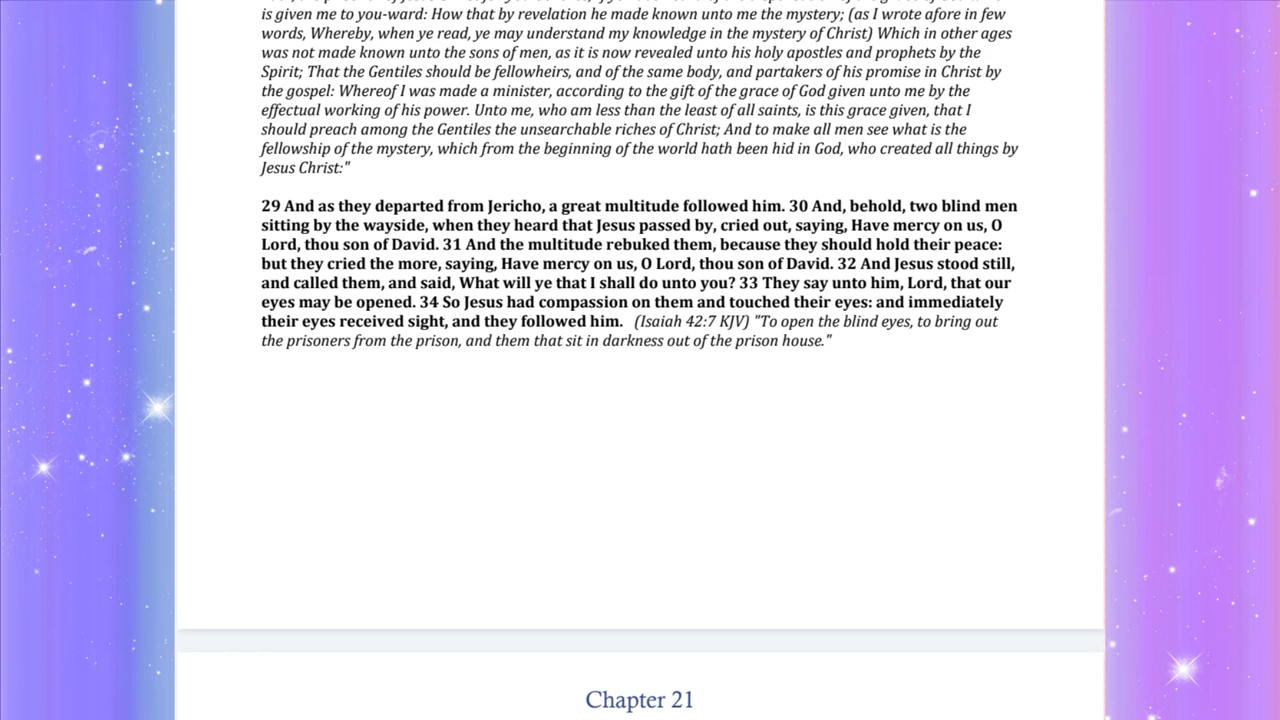 is given me to you-ward: How that by revelation he made known unto me the mystery; (as I wrote afore in few
words, Whereby, when ye read, ye may understand my knowledge in the mystery of Christ) Which in other ages
was not made known unto the sons of men, as it is now revealed unto his holy apostles and prophets by the
Spirit; That the Gentiles should be fellowheirs, and of the same body, and partakers of his promise in Christ by
the gospel: Whereof I was made a minister, according to the gift of the grace of God given unto me by the
effectual working of his power. Unto me, who am less than the least of all saints, is this grace given, that I
should preach among the Gentiles the unsearchable riches of Christ; And to make all men see what is the
fellowship of the mystery, which from the beginning of the world hath been hid in God, who created all things by
Jesus Christ:"
29 And as they departed from Jericho, a great multitude followed him. 30 And, behold, two blind men
sitting by the wayside, when they heard that Jesus passed by, cried out, saying, Have mercy on us, O
Lord, thou son of David. 31 And the multitude rebuked them, because they should hold their peace:
but they cried the more, saying, Have mercy on us, O Lord, thou son of David. 32 And Jesus stood still,
and called them, and said, What will ye that I shall do unto you? 33 They say unto him, Lord, that our
eyes may be opened. 34 So Jesus had compassion on them and touched their eyes: and immediately
their eyes received sight, and they followed him. (Isaiah 42:7 KJV) "To open the blind eyes, to bring out
the prisoners from the prison, and them that sit in darkness out of the prison house."
Chapter 21